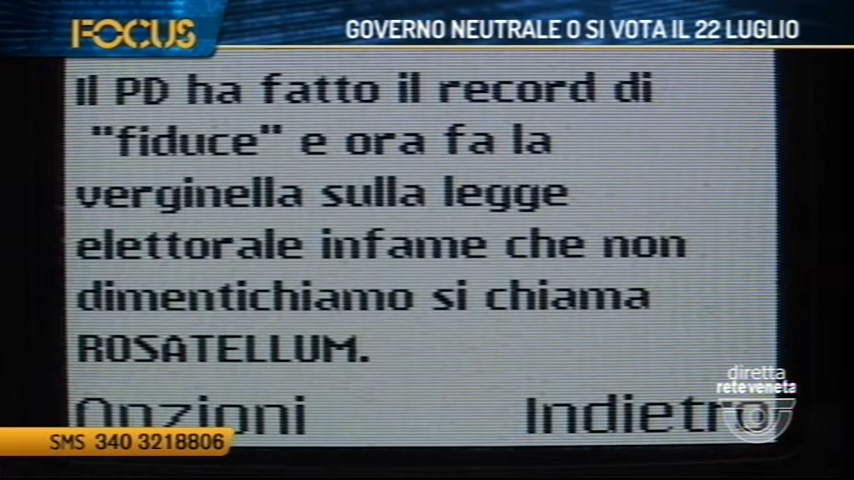 FOCUS
GOVERNO NEUTRALE O SI VOTA IL 22 LUGLIO
Il PD ha fatto il record di
"fiduce" e ora fa la
verginella sulla legge
elettorale infame che non
dimentichiamo si chiama
ROSATELLUM.
diretta
reteveneta
Opzioni Indietro
SMS 340 3218806